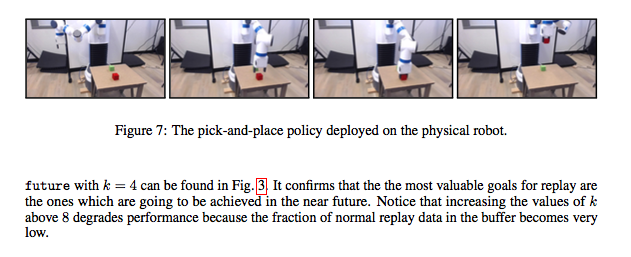 Figure 7: The pick-and-place policy deployed on the physical robot.
future with k = 4 can be found in Fig. 3. It confirms that the the most valuable goals for replay are
the ones which are going to be achieved in the near future. Notice that increasing the values of k
above 8 degrades performance because the fraction of normal replay data in the buffer becomes very
low.